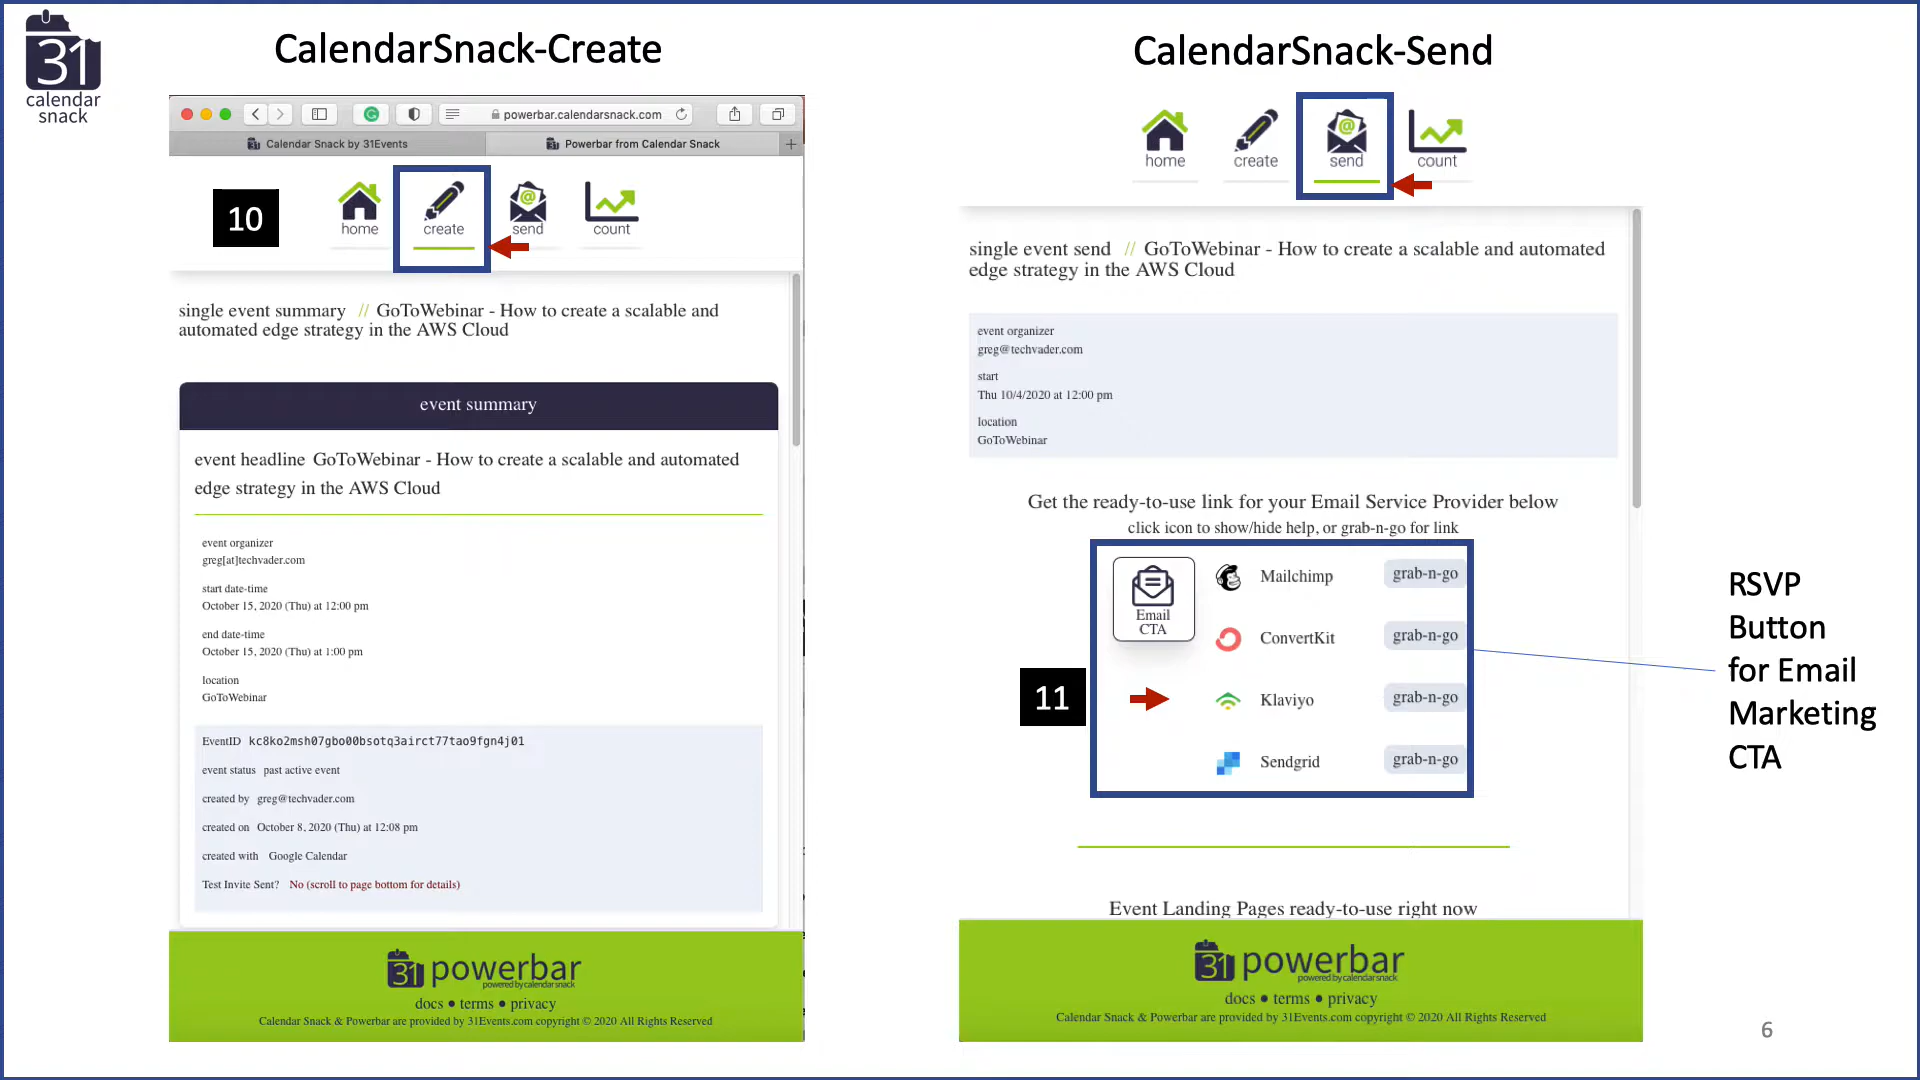 31
calendar
snack
CalendarSnack-Create
powerbar.calendarsnack.com
Calendar Snack by 31Events
Powerbar from Calendar Snack
10
home
create
send
count
single event summary // GoToWebinar - How to create a scalable and
automated edge strategy in the AWS Cloud
event summary
event headline GoToWebinar - How to create a scalable and automated
edge strategy in the AWS Cloud
event organizer
greg[at]techvader.com
start date-time
October 15, 2020 (Thu) at 12:00 pm
end date-time
October 15, 2020 (Thu) at 1:00 pm
location
GoToWebinar
EventID kc8ko2msh07gbo00bsotq3airct77tao9fgn4j01
event status past active event
created by greg@techvader.com
created on October 8, 2020 (Thu) at 12:08 pm
created with Google Calendar
Test Invite Sent? No (scroll to page bottom for details)
31 powerbar
powered by calendar snack
docs • terms • privacy
Calendar Snack & Powerbar are provided by 31Events.com copyright © 2020 All Rights Reserved
CalendarSnack-Send
home
create
send
count
single event send // GoToWebinar - How to create a scalable and automated
edge strategy in the AWS Cloud
event organizer
greg@techvader.com
start
Thu 10/4/2020 at 12:00 pm
location
GoToWebinar
Get the ready-to-use link for your Email Service Provider below
click icon to show/hide help, or grab-n-go for link
Email
CTA
Mailchimp grab-n-go
ConvertKit grab-n-go
11
Klaviyo grab-n-go
Sendgrid grab-n-go
RSVP
Button
for Email
Marketing
CTA
Event Landing Pages ready-to-use right now
31 powerbar
powered by calendar snack
docs • terms • privacy
Calendar Snack & Powerbar are provided by 31Events.com copyright © 2020 All Rights Reserved
6